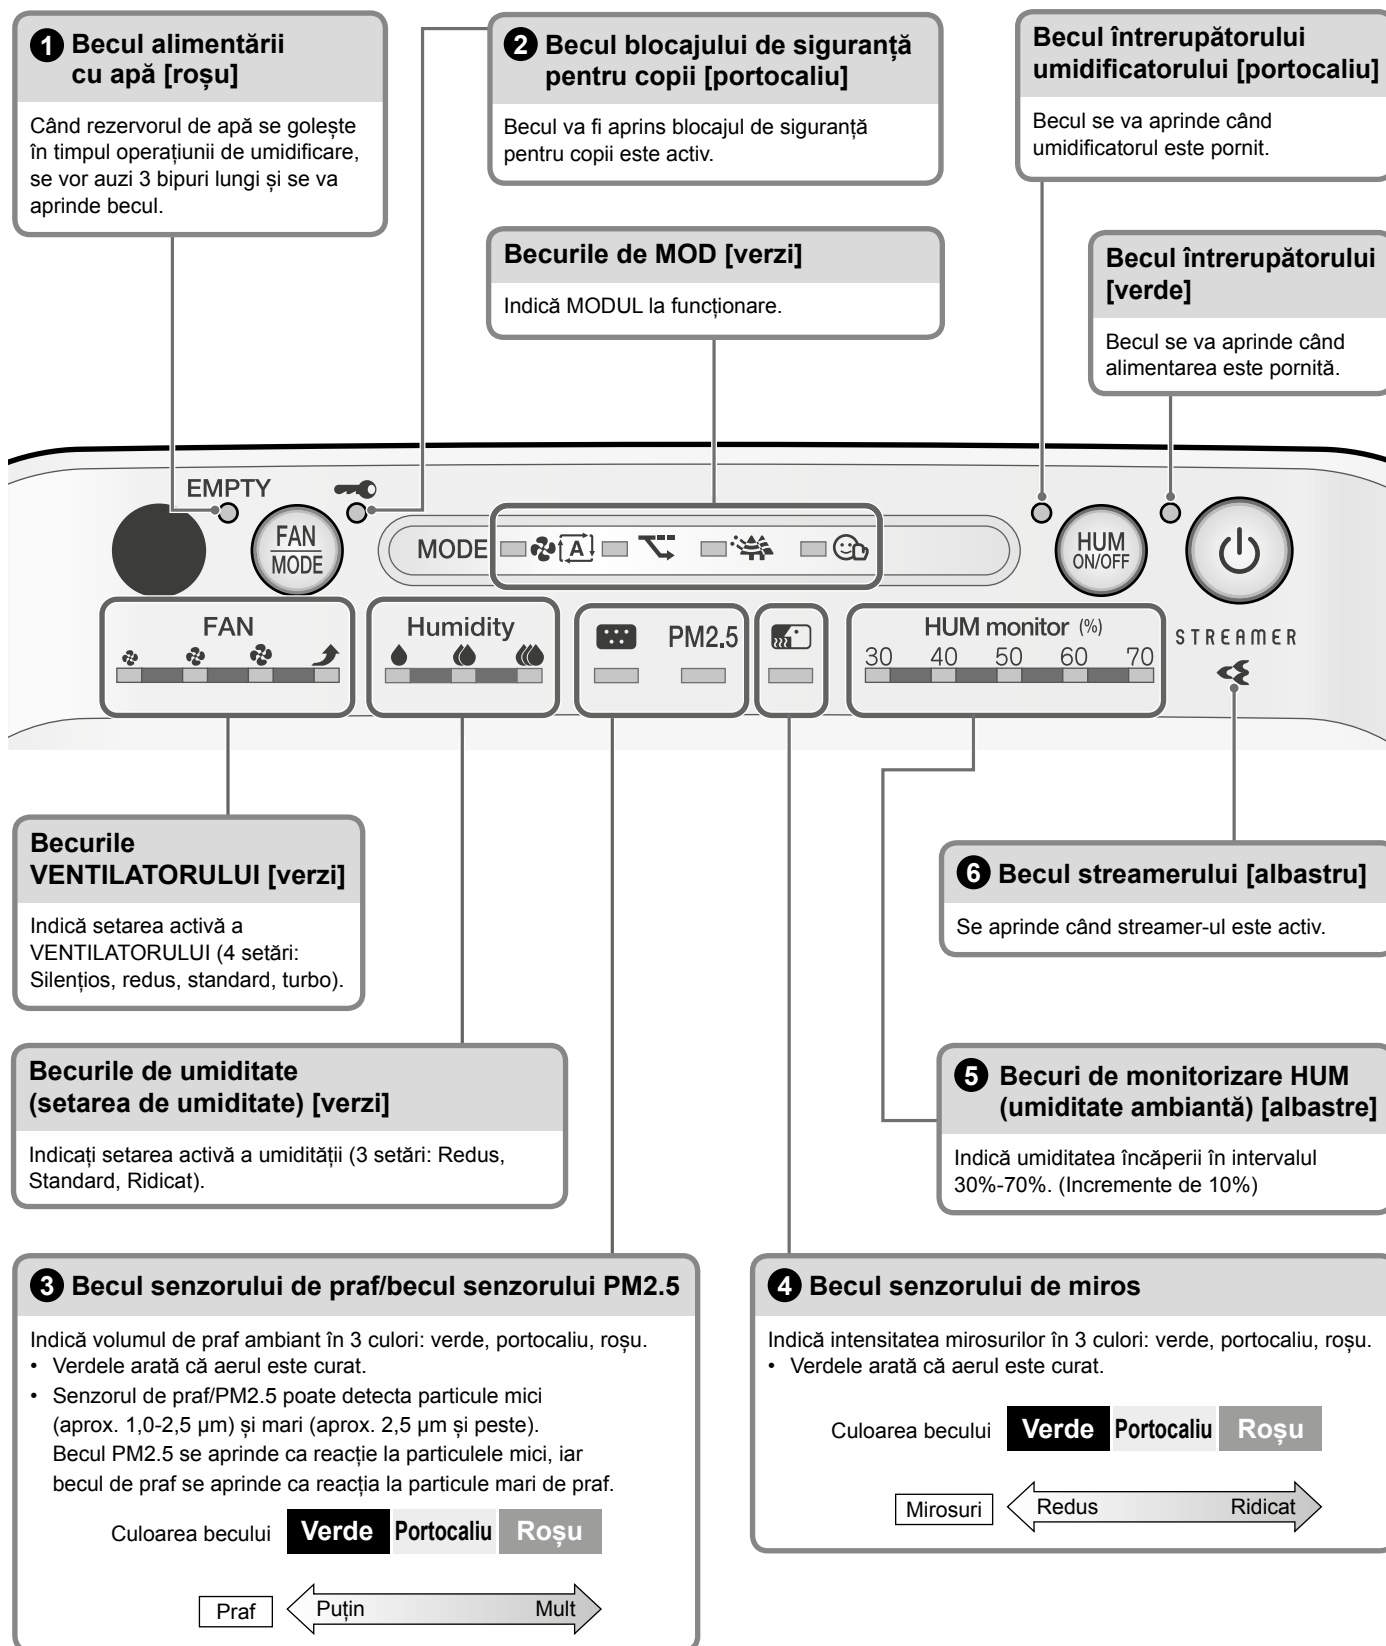 1 Becul alimentării
cu apă [roșu]
Când rezervorul de apă se golește
în timpul operațiunii de umidificare,
se vor auzi 3 bipuri lungi și se va
aprinde becul.
2 Becul blocajului de siguranță
pentru copii [portocaliu]
Becul va fi aprins blocajul de siguranță
pentru copii este activ.
Becul întrerupătorului
umidificatorului [portocaliu]
Becul se va aprinde când
umidificatorul este pornit.
Becurile de MOD [verzi]
Indică MODUL la funcționare.
Becul întrerupătorului
[verde]
Becul se va aprinde când
alimentarea este pornită.
EMPTY
FAN
MODE
MODE
A
HUM
ON/OFF
FAN
Humidity
PM2.5
HUM monitor (%)
30 40 50 60 70
STREAMER
Becurile
VENTILATORULUI [verzi]
Indică setarea activă a
VENTILATORULUI (4 setări:
Silențios, redus, standard, turbo).
6 Becul streamerului [albastru]
Se aprinde când streamer-ul este activ.
Becurile de umiditate
(setarea de umiditate) [verzi]
Indicați setarea activă a umidității (3 setări: Redus,
Standard, Ridicat).
5 Becuri de monitorizare HUM
(umiditate ambiantă) [albastre]
Indică umiditatea încăperii în intervalul
30%-70%. (Incremente de 10%)
3 Becul senzorului de praf/becul senzorului PM2.5
Indică volumul de praf ambiant în 3 culori: verde, portocaliu, roșu.
• Verdele arată că aerul este curat.
• Senzorul de praf/PM2.5 poate detecta particule mici
(aprox. 1,0-2,5 μm) și mari (aprox. 2,5 μm și peste).
Becul PM2.5 se aprinde ca reacție la particulele mici, iar
becul de praf se aprinde ca reacția la particule mari de praf.
Culoarea becului Verde Portocaliu Roșu
Praf Puțin Mult
4 Becul senzorului de miros
Indică intensitatea mirosurilor în 3 culori: verde, portocaliu, roșu.
• Verdele arată că aerul este curat.
Culoarea becului Verde Portocaliu Roșu
Mirosuri Redus Ridicat